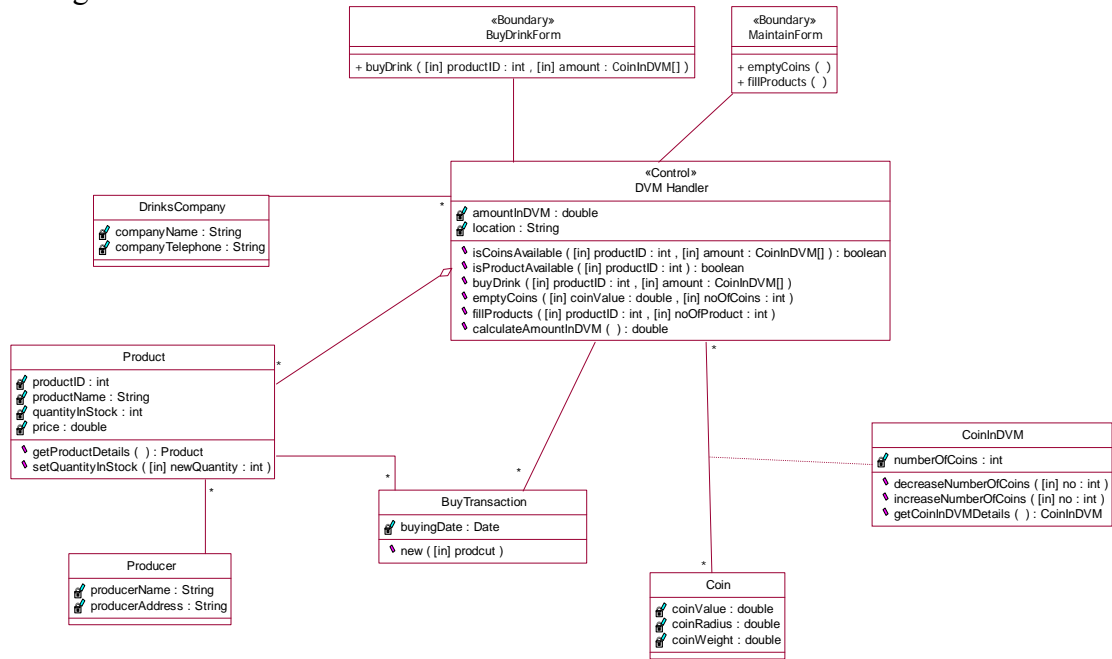 «Boundary»
BuyDrinkForm
+ buyDrink ( [in] productID : int , [in] amount : CoinInDVM[] )
«Boundary»
MaintainForm
+ emptyCoins ( )
+ fillProducts ( )
«Control»
DVM Handler
amountInDVM : double
location : String
isCoinsAvailable ( [in] productID : int , [in] amount : CoinInDVM[] ) : boolean
isProductAvailable ( [in] productID : int ) : boolean
buyDrink ( [in] productID : int , [in] amount : CoinInDVM[] )
emptyCoins ( [in] coinValue : double , [in] noOfCoins : int )
fillProducts ( [in] productID : int , [in] noOfProduct : int )
calculateAmountInDVM ( ) : double
DrinksCompany
companyName : String
companyTelephone : String
*
Product
productID : int
productName : String
quantityInStock : int
price : double
getProductDetails ( ) : Product
setQuantityInStock ( [in] newQuantity : int )
*
*
*
*
*
BuyTransaction
buyingDate : Date
new ( [in] prodcut )
CoinInDVM
numberOfCoins : int
decreaseNumberOfCoins ( [in] no : int )
increaseNumberOfCoins ( [in] no : int )
getCoinInDVMDetails ( ) : CoinInDVM
Producer
producerName : String
producerAddress : String
*
Coin
coinValue : double
coinRadius : double
coinWeight : double